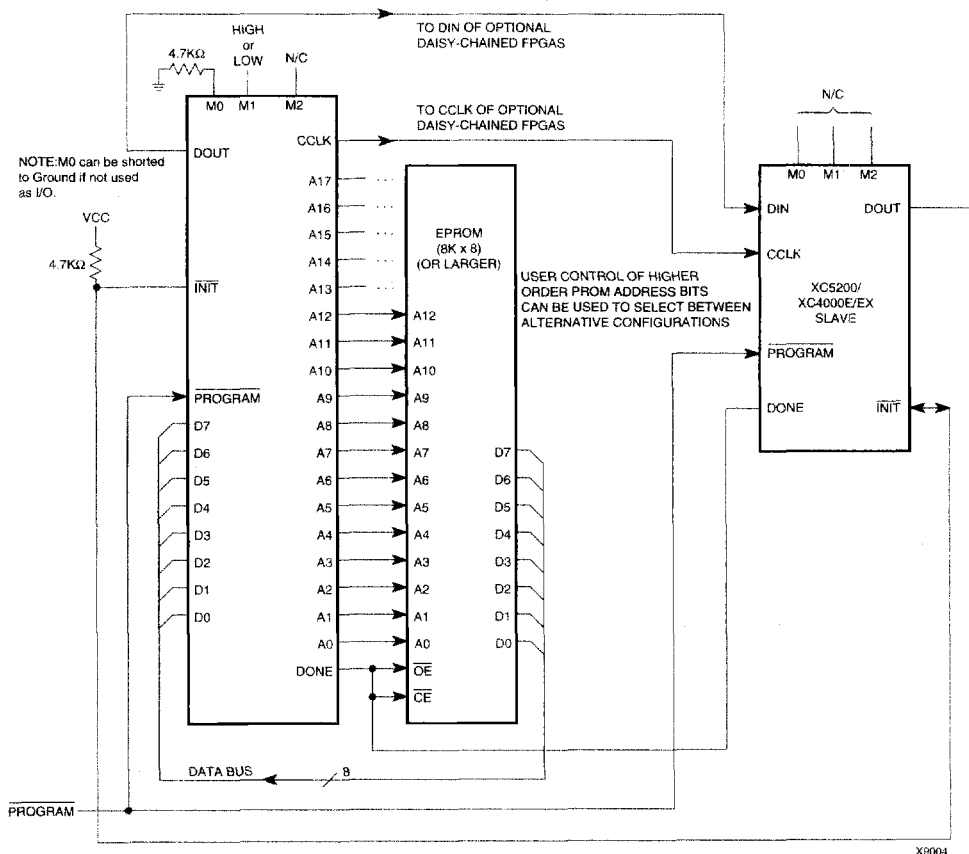 TO DIN OF OPTIONAL
DAISY-CHAINED FPGAS
HIGH
or
LOW
4.7KΩ
N/C
M0 M1 M2
TO CCLK OF OPTIONAL
DAISY-CHAINED FPGAS
N/C
DOUT
CCLK
NOTE:M0 can be shorted
to Ground if not used
as I/O.
VCC
4.7KΩ
INIT
PROGRAM
D7
D6
D5
D4
D3
D2
D1
D0
A17
A16
A15
A14
A13
A12
A11
A10
A9
A8
A7
A6
A5
A4
A3
A2
A1
A0
DONE
EPROM
(8K x 8)
(OR LARGER)
A12
A11
A10
A9
A8
A7
A6
A5
A4
A3
A2
A1
A0
OE
CE
D7
D6
D5
D4
D3
D2
D1
D0
USER CONTROL OF HIGHER
ORDER PROM ADDRESS BITS
CAN BE USED TO SELECT BETWEEN
ALTERNATIVE CONFIGURATIONS
M0 M1 M2
DIN DOUT
CCLK
XC5200/
XC4000E/EX
SLAVE
PROGRAM
DONE INIT
DATA BUS 8
PROGRAM
X9004